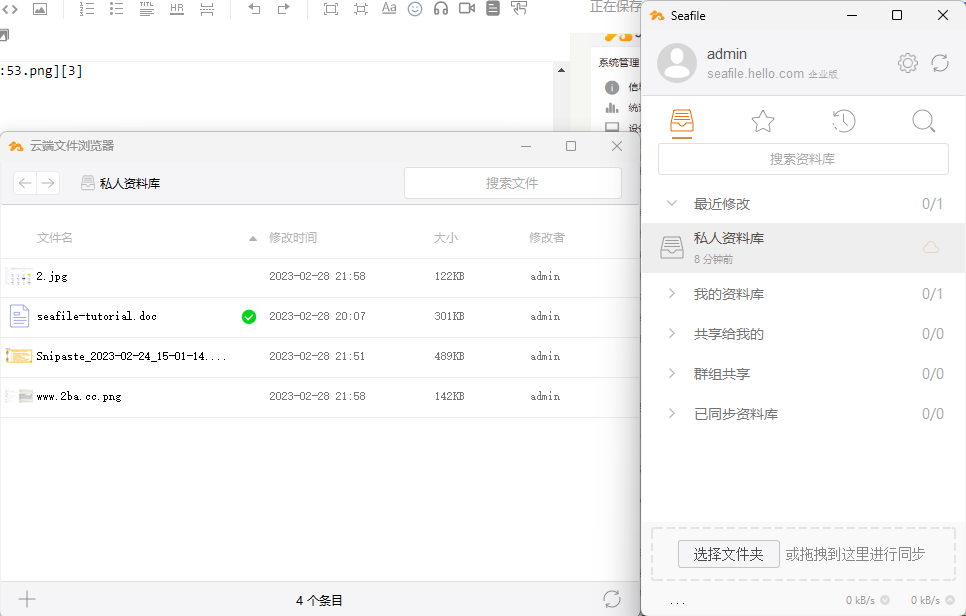 TITL
HR
Aa
正在保存
:53.png][3]
系统管理
Seafile
admin
seafile.hello.com 企业版
搜索资料库
最近修改 0/1
私人资料库
8 分钟前
我的资料库 0/1
共享给我的 0/0
群组共享 0/0
已同步资料库 0/0
选择文件夹 或拖拽到这里进行同步
... 0 kB/s 0 kB/s
云端文件浏览器
私人资料库 搜索文件
文件名 修改时间 大小 修改者
2.jpg 2023-02-28 21:58 122KB admin
seafile-tutorial.doc 2023-02-28 20:07 301KB admin
Snipaste_2023-02-24_15-01-14.... 2023-02-28 21:51 489KB admin
www.2ba.cc.png 2023-02-28 21:58 142KB admin
4 个条目